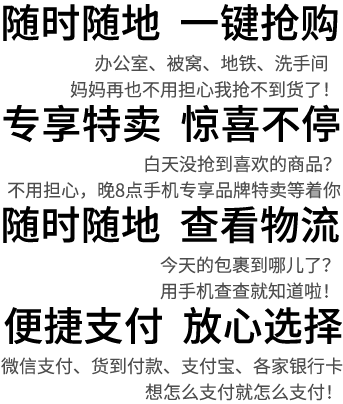 随时随地 一键抢购
办公室、被窝、地铁、洗手间
妈妈再也不用担心我抢不到货了！
专享特卖 惊喜不停
白天没抢到喜欢的商品？
不用担心，晚8点手机专享品牌特卖等着你
随时随地 查看物流
今天的包裹到哪儿了？
用手机查查就知道啦！
便捷支付 放心选择
微信支付、货到付款、支付宝、各家银行卡
想怎么支付就怎么支付！